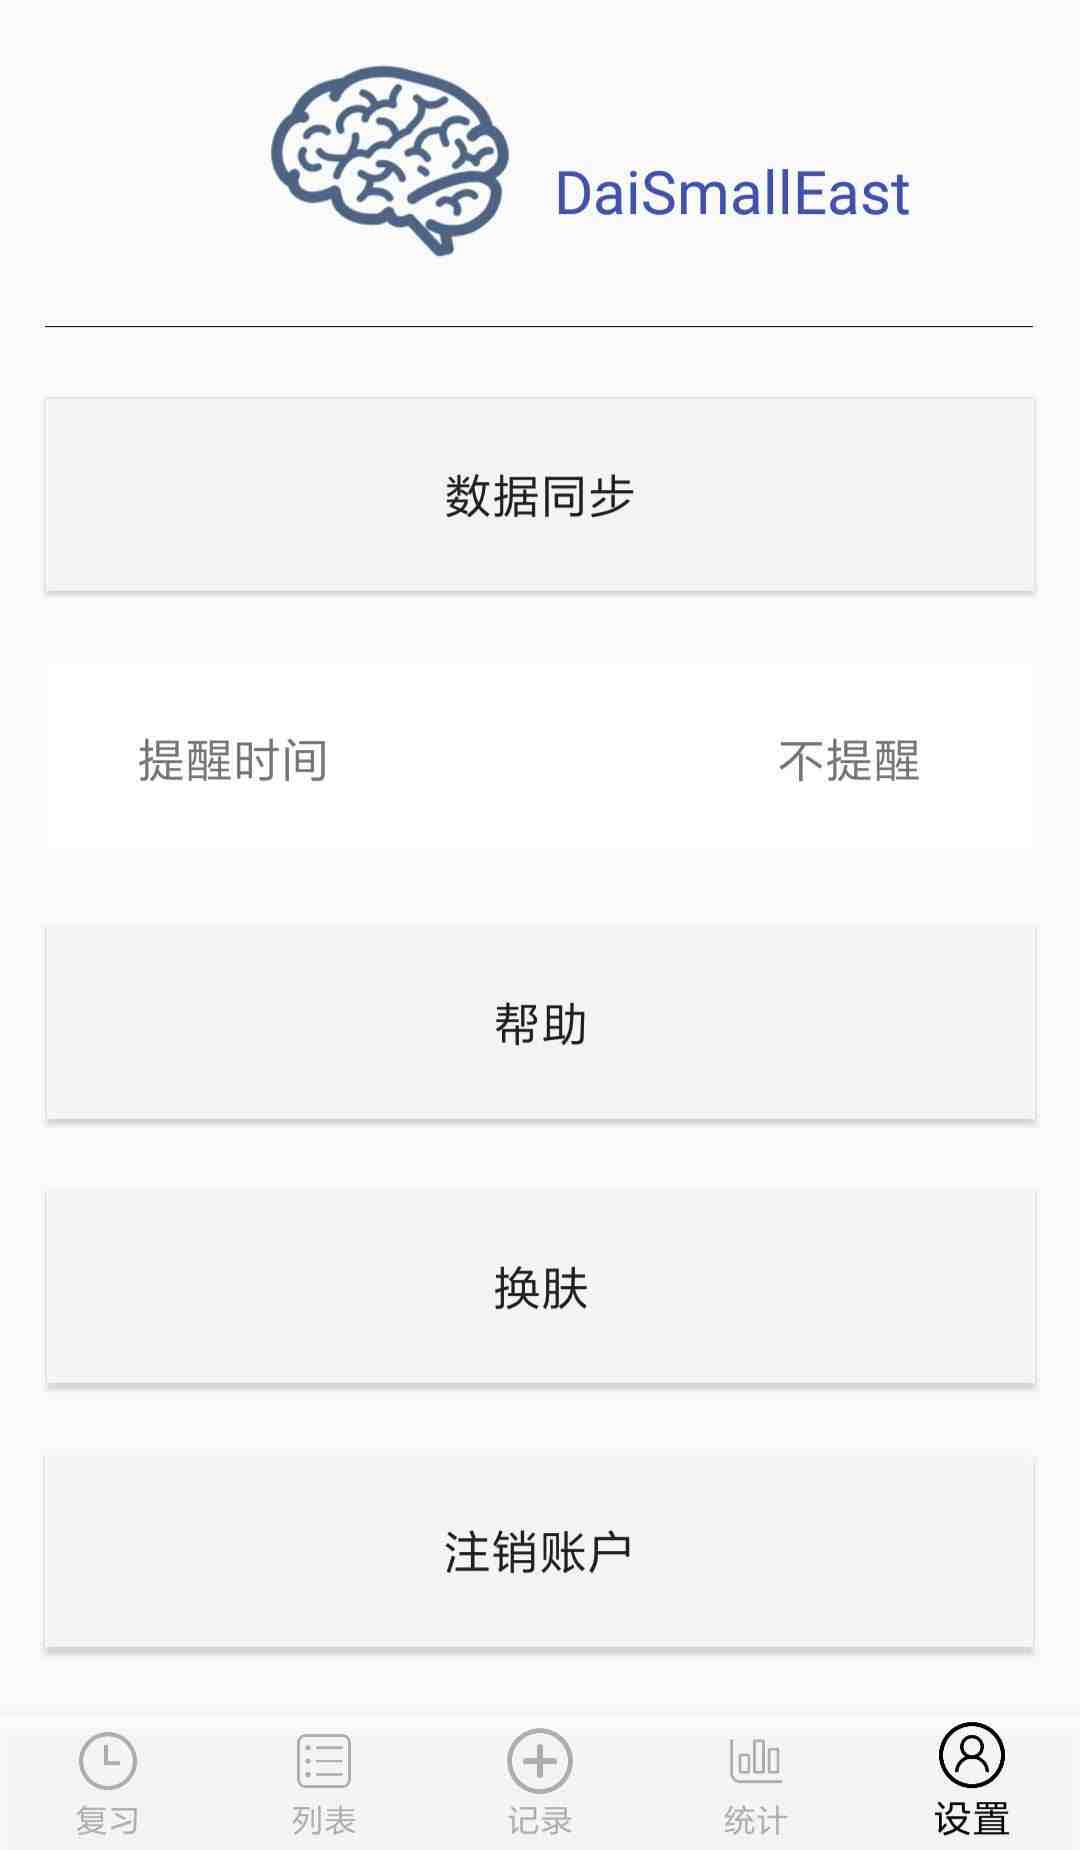 DaiSmallEast
数据同步
提醒时间 不提醒
帮助
换肤
注销账户
复习 列表 记录 统计 设置